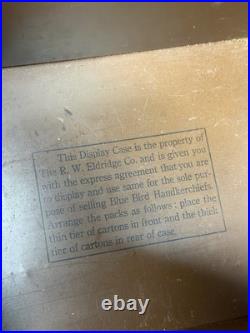 This Display Case is the property of
The R. W. Eldridge Co. and is given you
with the express agreement that you are
to display and use same for the sole pur-
pose of selling Blue Bird Handkerchiefs.
Arrange the packs as follows; place the
thin tier of cartons in front and the thick
tier of cartons in rear of case.